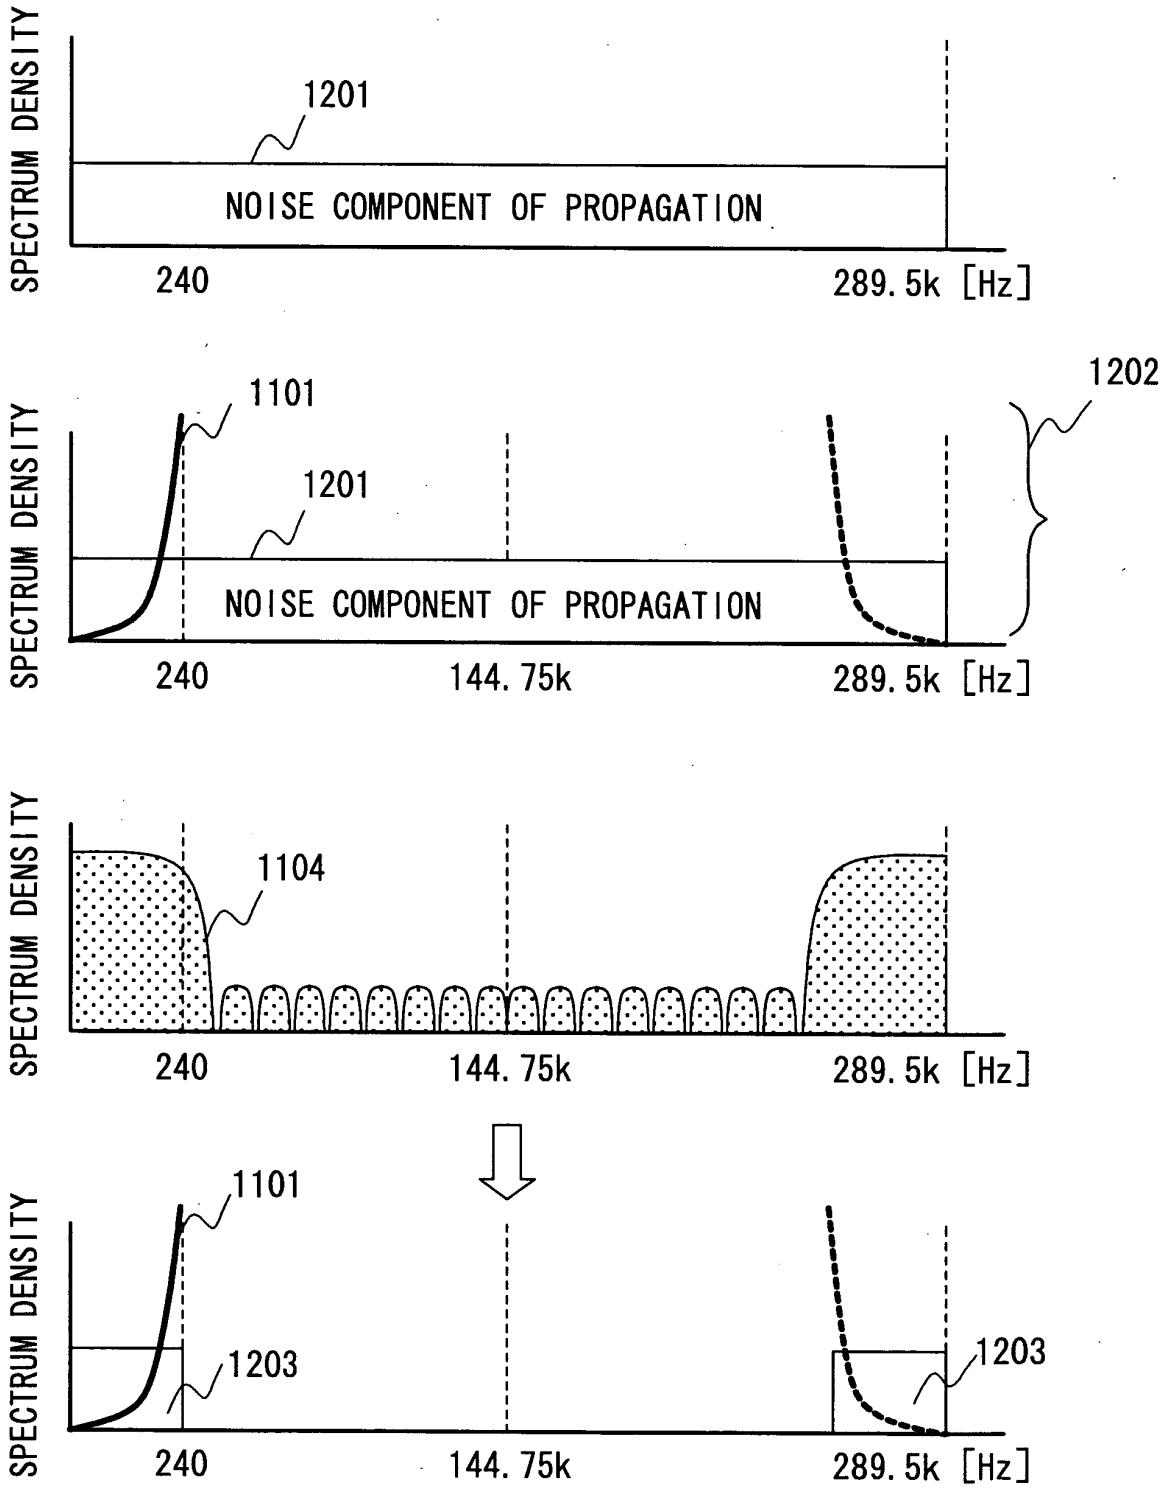 SPECTRUM DENSITY
1201
NOISE COMPONENT OF PROPAGATION
240
289.5k [Hz]
SPECTRUM DENSITY
1101
1202
1201
NOISE COMPONENT OF PROPAGATION
240
144.75k
289.5k [Hz]
SPECTRUM DENSITY
1104
240
144.75k
289.5k [Hz]
SPECTRUM DENSITY
1101
1203
1203
240
144.75k
289.5k [Hz]